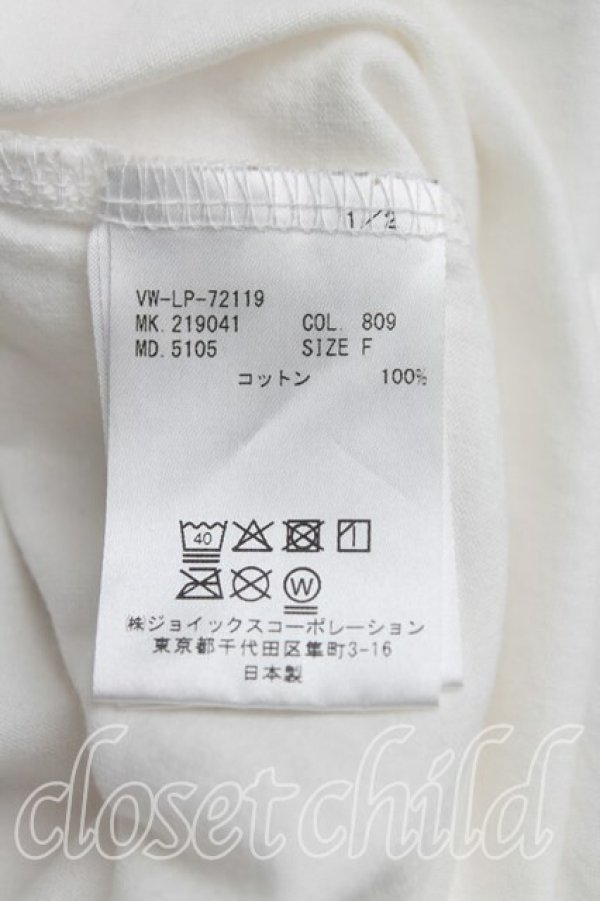 1/2
VW-LP-72119
MK. 219041 COL. 809
MD. 5105 SIZE F
コットン 100%
40
W
㈱ジョイックスコーポレーション
東京都千代田区隼町3-16
日本製
closet child